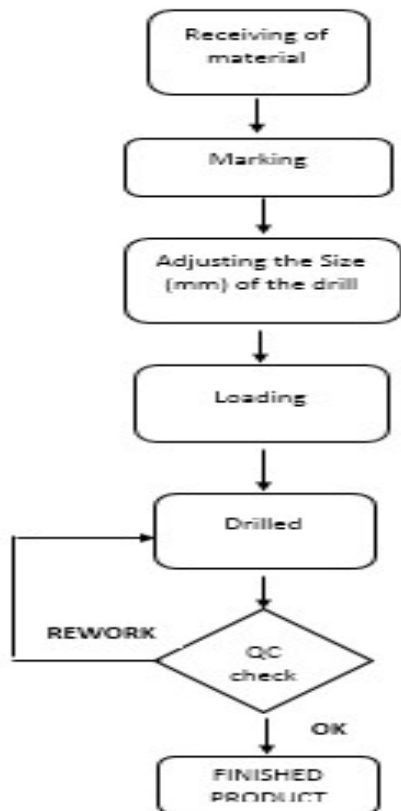 Receiving of
material
Marking
Adjusting the Size
(mm) of the drill
Loading
Drilled
REWORK
QC
check
OK
FINISHED
PRODUCT